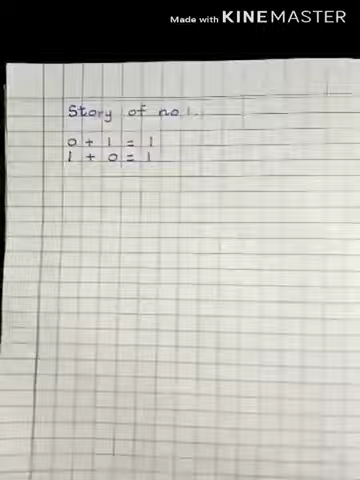 Made with KINEMASTER
Story of no.1.
0 + 1 = 1
1 + 0 = 1